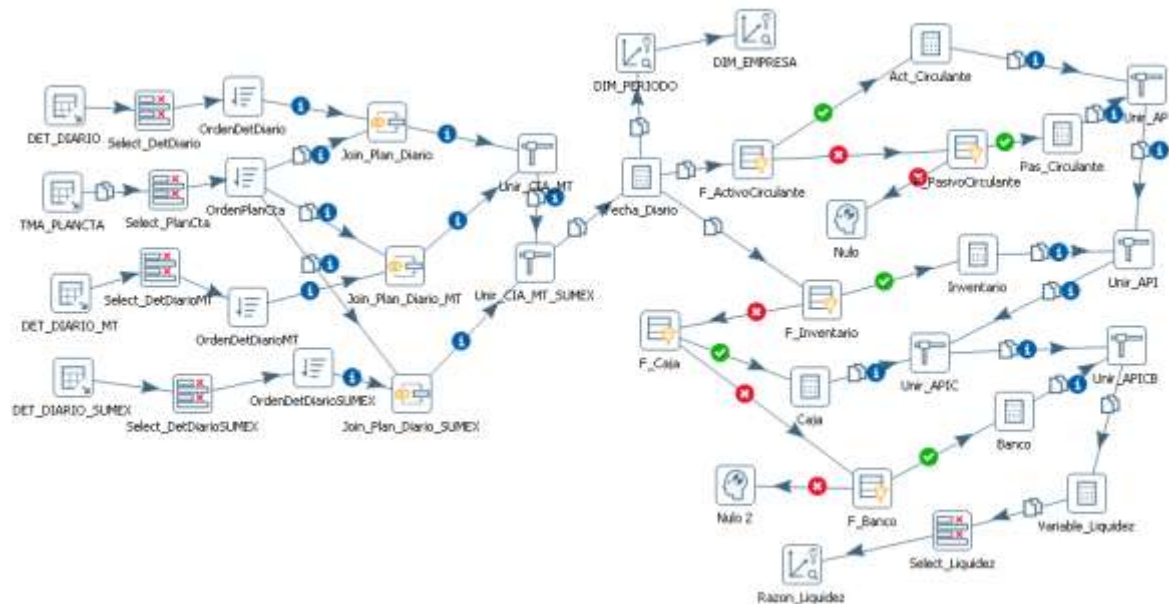 DIM_EMPRESA
DIM_PERIODO
Act_Circulante
DET_DIARIO
Select_DetDiario
OrdenDetDiario
Join_Plan_Diario
Unir_CIA_MT
Unir_AP
TMA_PLANCTA
Select_PlanCta
OrdenPlanCta
Fecha_Diario
F_ActivoCirculante
F_PasivoCirculante
Pas_Circulante
Nulo
DET_DIARIO_MT
Select_DetDiarioMT
OrdenDetDiarioMT
Join_Plan_Diario_MT
Unir_CIA_MT_SUMEX
F_Inventario
Inventario
Unir_API
F_Caja
Caja
Unir_APIC
Unir_APICB
DET_DIARIO_SUMEX
Select_DetDiarioSUMEX
OrdenDetDiarioSUMEX
Join_Plan_Diario_SUMEX
Banco
Nulo 2
F_Banco
Variable_Liquidez
Select_Liquidez
Razon_Liquidez